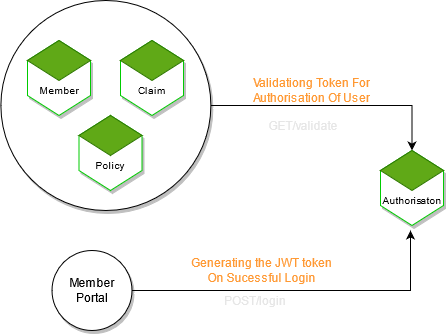 Member
Claim
Policy
Validationg Token For
Authorisation Of User
GET/validate
Authorisaton
Generating the JWT token
On Sucessful Login
POST/login
Member
Portal